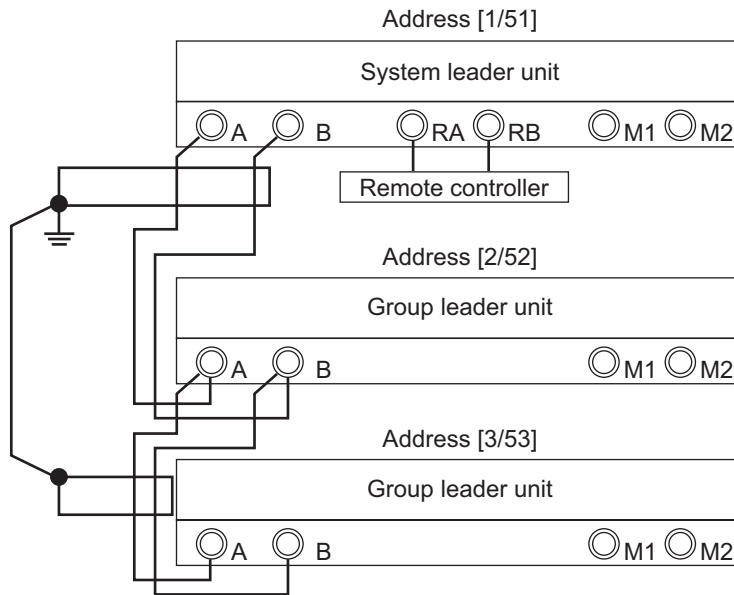 Address [1/51]
System leader unit
A B RA RB M1 M2
Remote controller
Address [2/52]
Group leader unit
A B M1 M2
Address [3/53]
Group leader unit
A B M1 M2